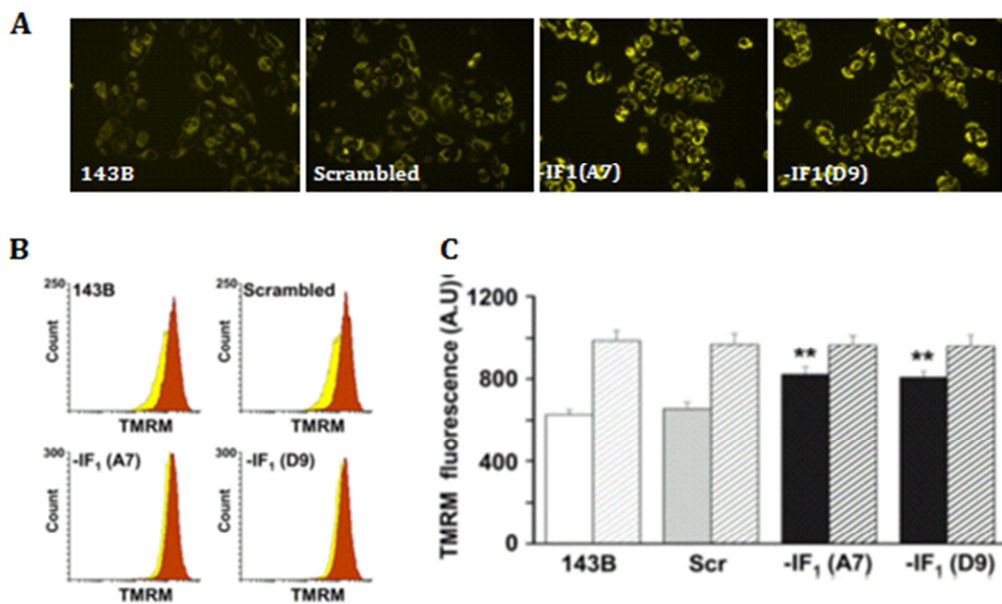 A
143B
Scrambled
-IF1(A7)
-IF1(D9)
B
250
143B
Count
TMRM
250
Scrambled
Count
TMRM
300
-IF₁ (A7)
Count
TMRM
300
-IF₁ (D9)
Count
TMRM
C
TMRM fluorescence (A.U)
1200
800
400
0
**
**
143B
Scr
-IF₁ (A7)
-IF₁ (D9)